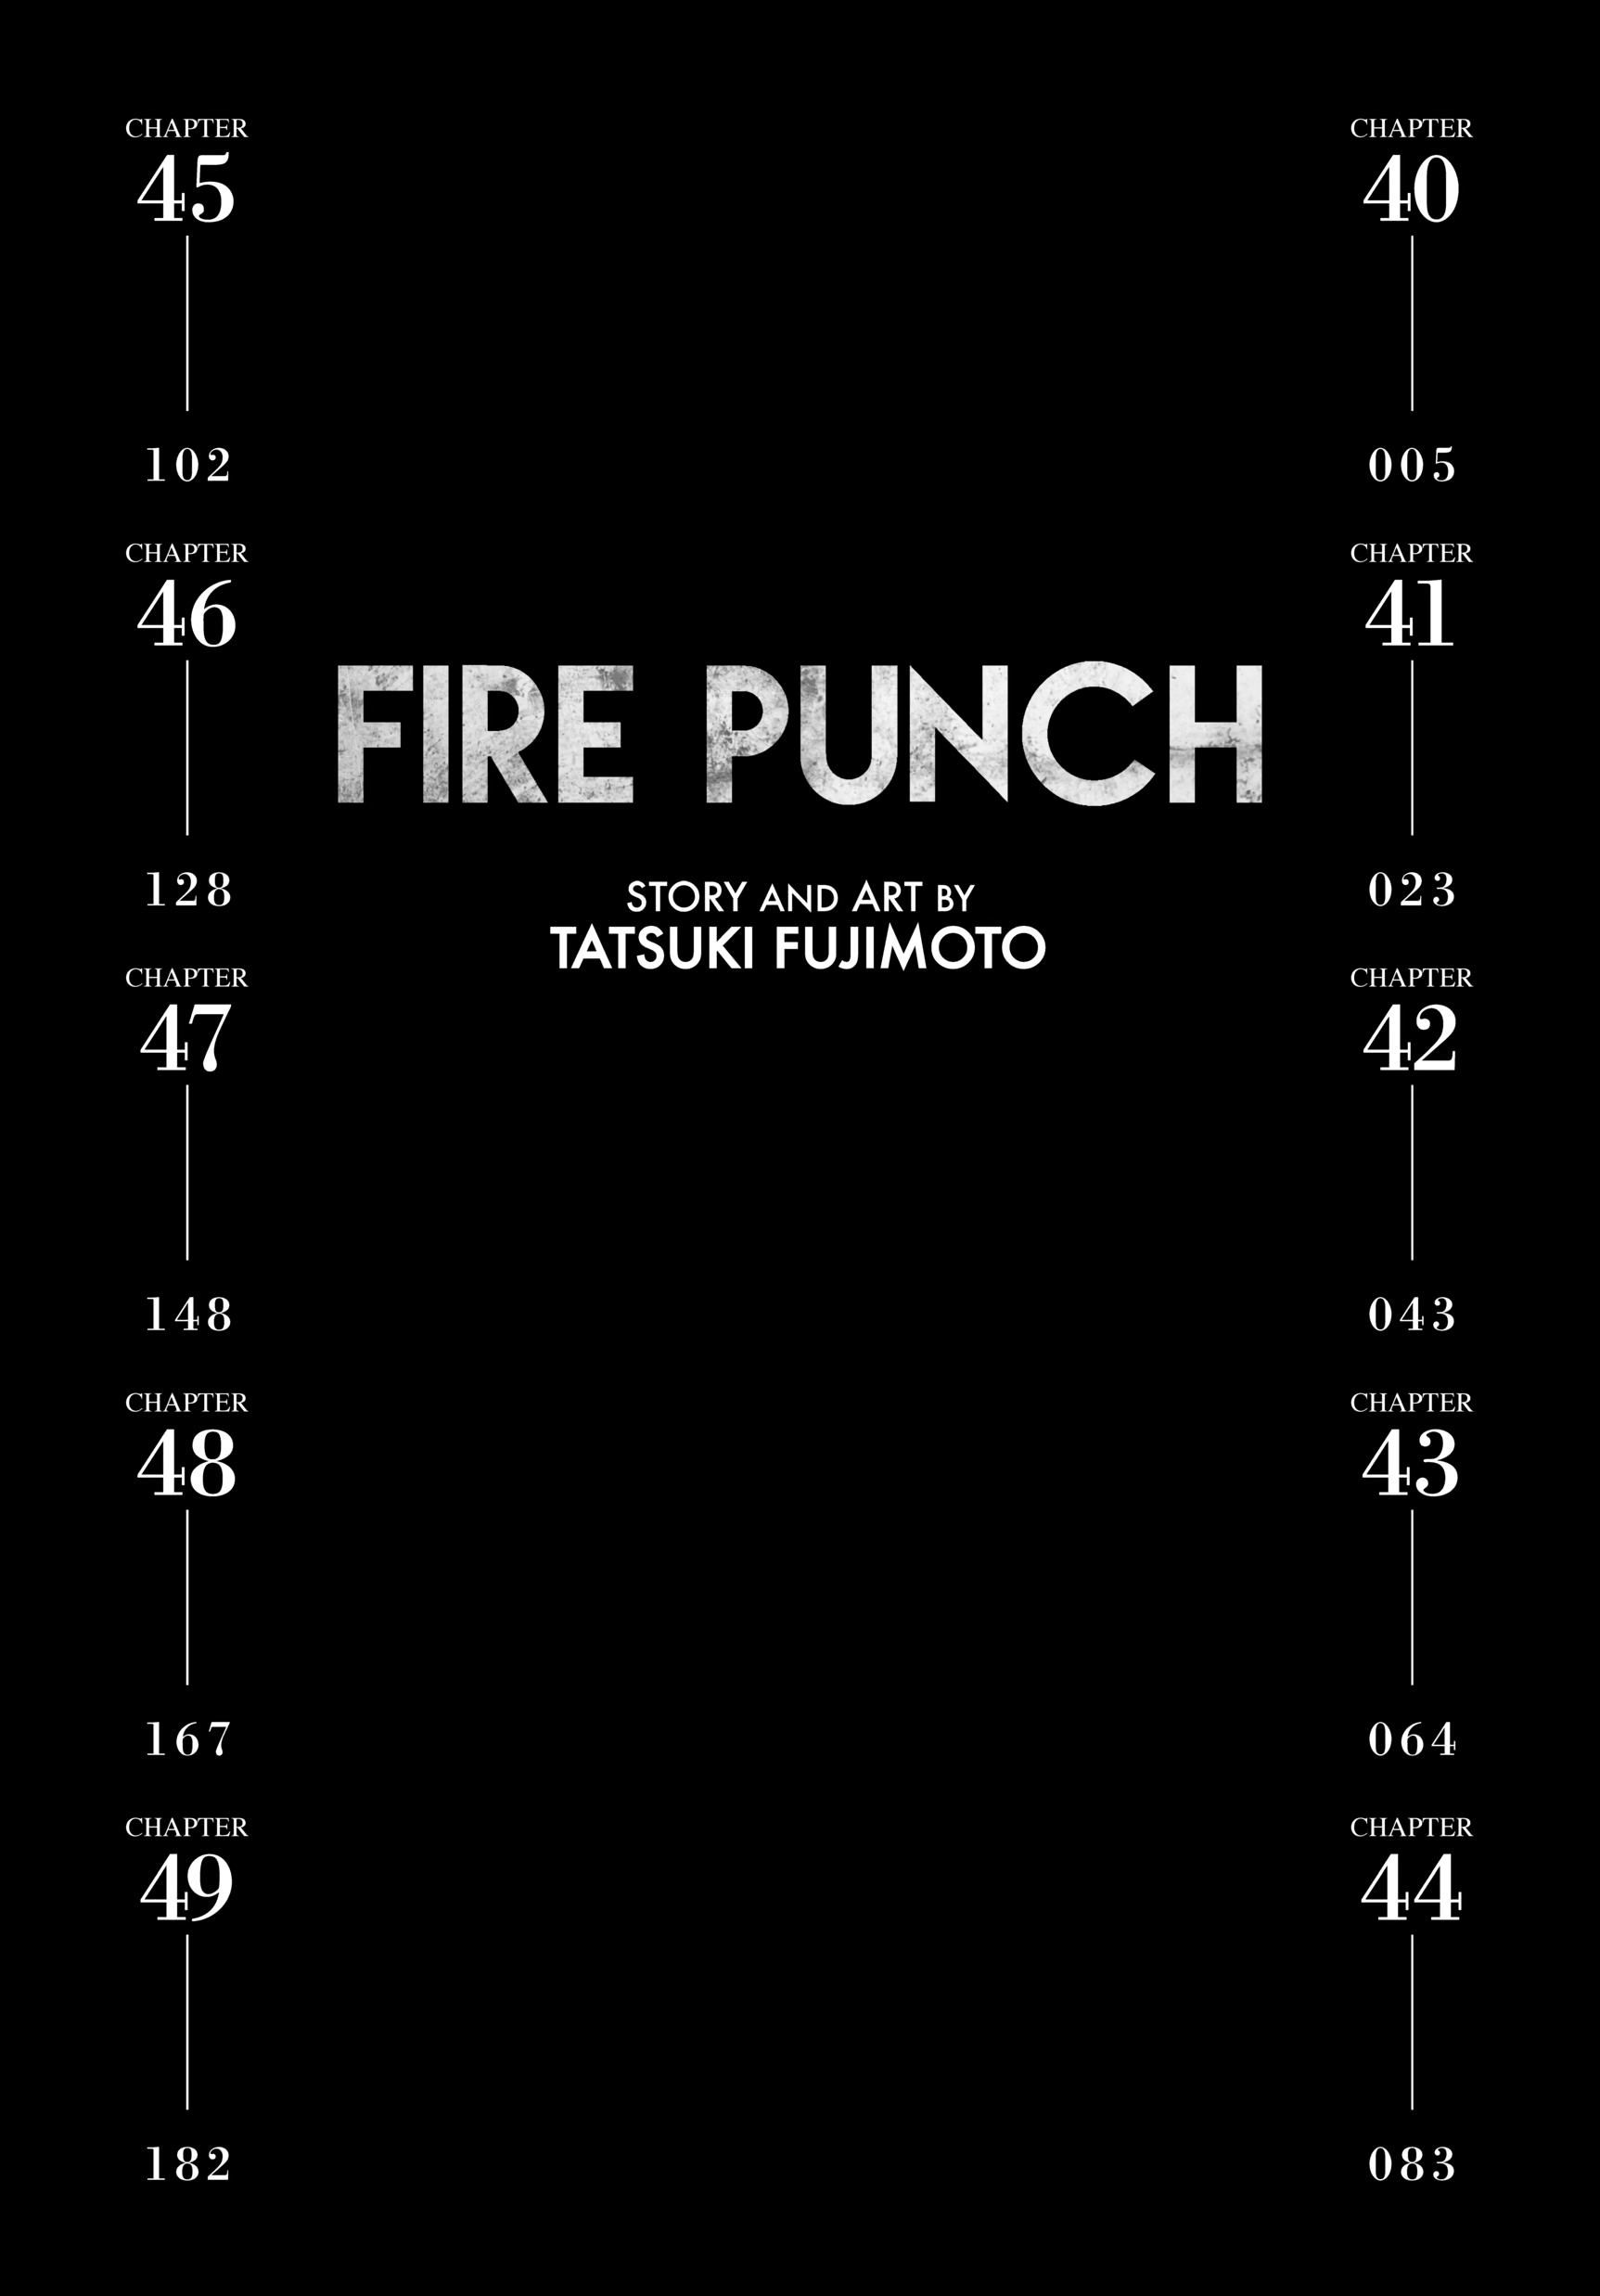 CHAPTER
40
005
CHAPTER
41
023
CHAPTER
42
043
CHAPTER
43
064
CHAPTER
44
083
FIRE PUNCH
STORY AND ART BY
TATSUKI FUJIMOTO
CHAPTER
45
102
CHAPTER
46
128
CHAPTER
47
148
CHAPTER
48
167
CHAPTER
49
182